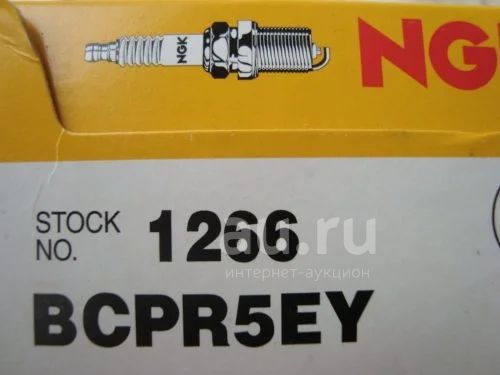 NGK
NG
STOCK NO. 1266
au.ru
интернет-аукцион
BCPR5EY